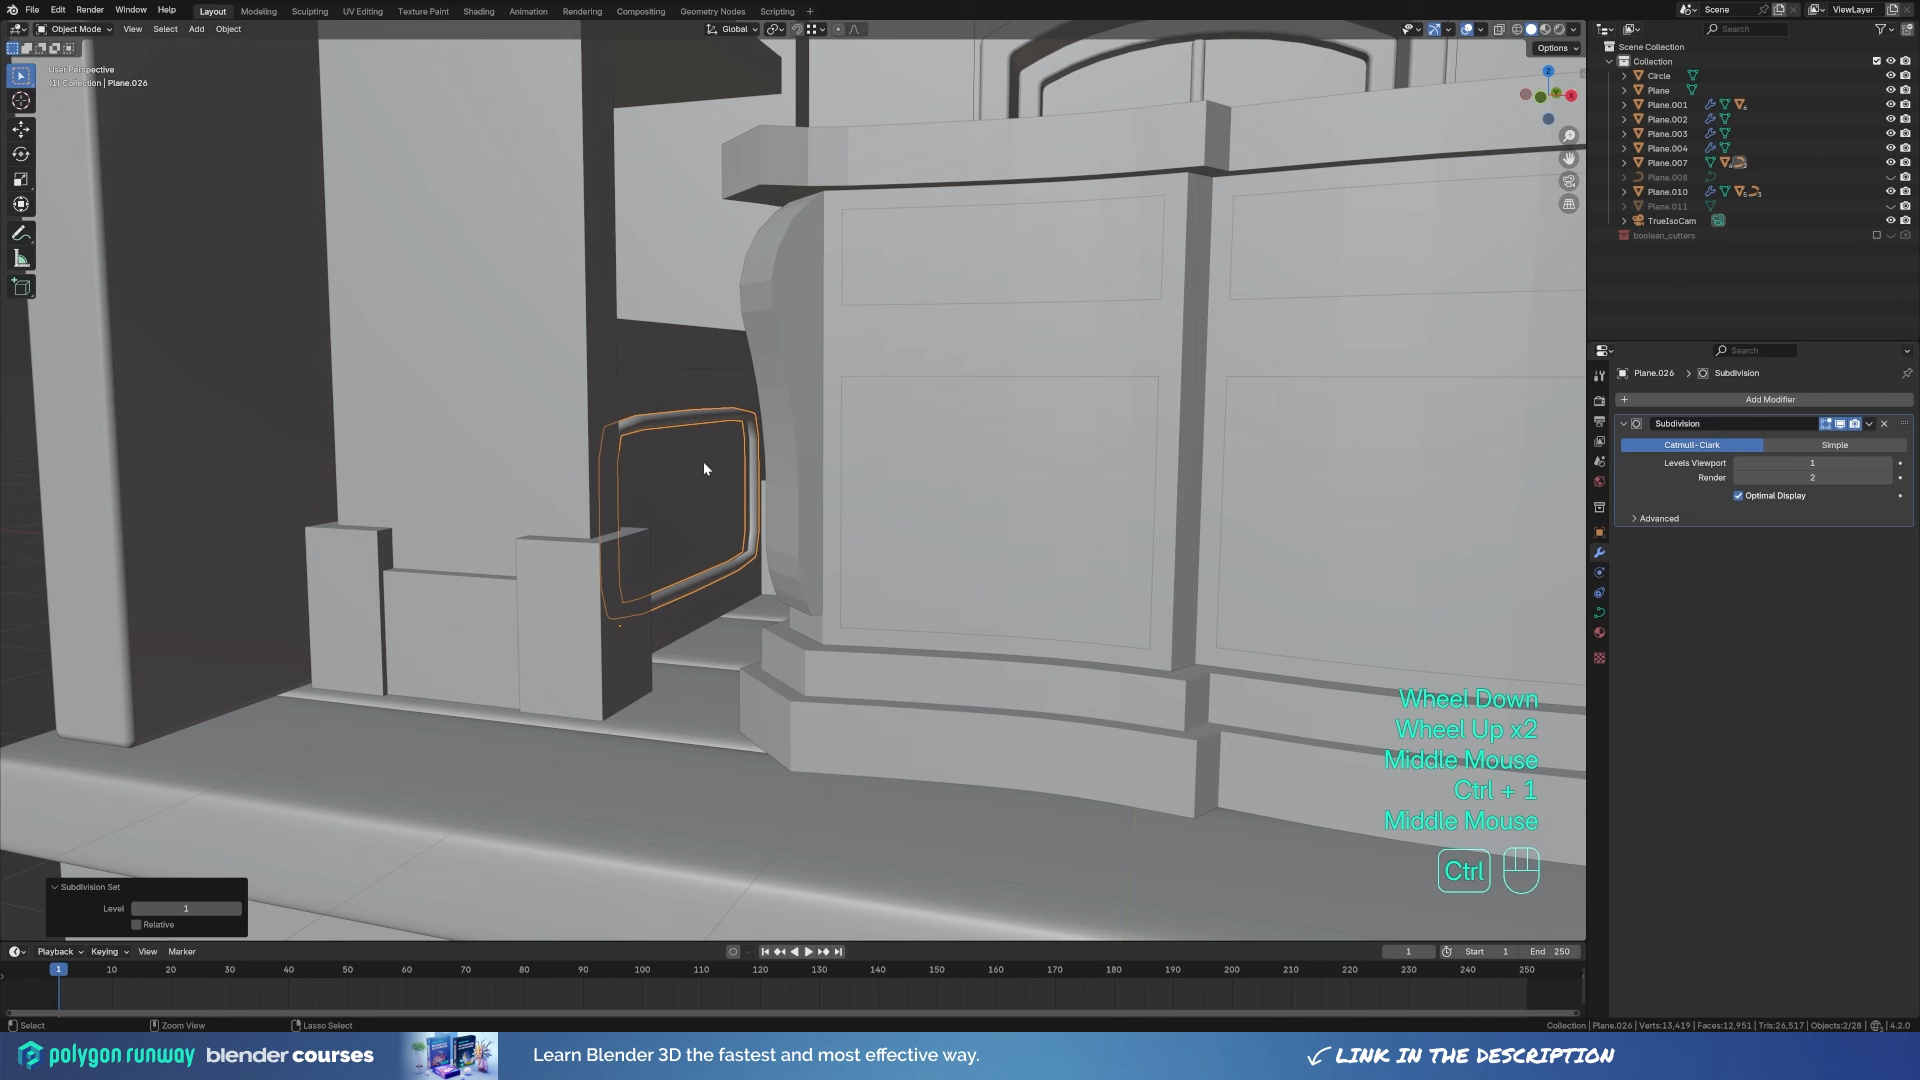 File Edit Render Window Help Layout Modeling Sculpting UV Editing Texture Paint Shading Animation Rendering Compositing Geometry Nodes Scripting +
Scene
ViewLayer
Object Mode View Select Add Object
Global
Search
Options
User Perspective
(1) Collection | Plane.026
Scene Collection
Collection
Circle
Plane
Plane.001
Plane.002
Plane.003
Plane.004
Plane.007
Plane.008
Plane.010
Plane.011
TrueIsoCam
boolean_cutters
Search
Plane.026 > Subdivision
+ Add Modifier
Subdivision
Catmull-Clark Simple
Levels Viewport 1
Render 2
Optimal Display
Advanced
Wheel Down
Wheel Up x2
Middle Mouse
Ctrl + 1
Middle Mouse
Ctrl
Subdivision Set
Level 1
Relative
Playback Keying View Marker
1 Start 1 End 250
1 10 20 30 40 50 60 70 80 90 100 110 120 130 140 150 160 170 180 190 200 210 220 230 240 250
Select Zoom View Lasso Select
Collection | Plane.026 | Verts:13,419 | Faces:12,951 | Tris:26,517 | Objects:2/28 | 4.2.0
polygon runway blender courses Learn Blender 3D the fastest and most effective way. LINK IN THE DESCRIPTION